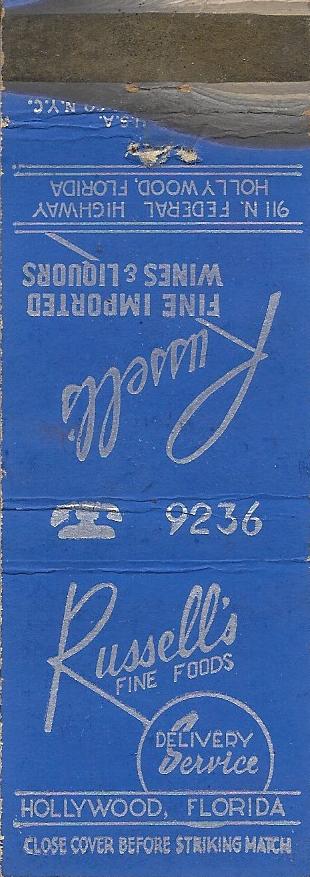 Russell's
FINE IMPORTED
WINES & LIQUORS
911 N. FEDERAL HIGHWAY
HOLLYWOOD, FLORIDA
U.S.A.
N.Y.C.
9236
Russell's
FINE FOODS
DELIVERY
Service
HOLLYWOOD, FLORIDA
CLOSE COVER BEFORE STRIKING MATCH